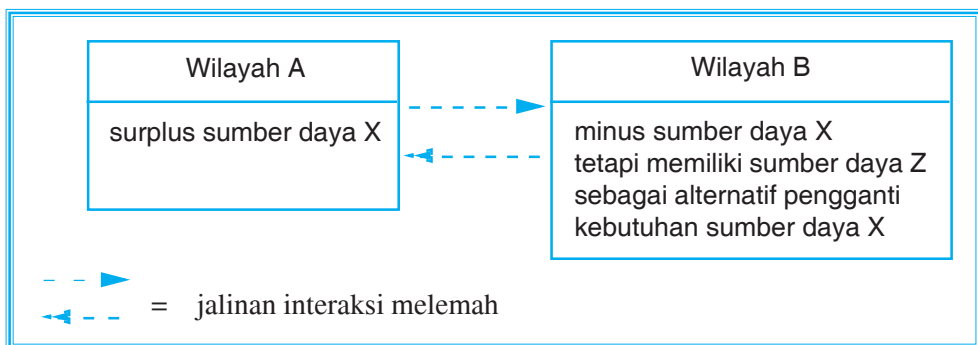 Wilayah A
surplus sumber daya X
Wilayah B
minus sumber daya X
tetapi memiliki sumber daya Z
sebagai alternatif pengganti
kebutuhan sumber daya X
= jalinan interaksi melemah